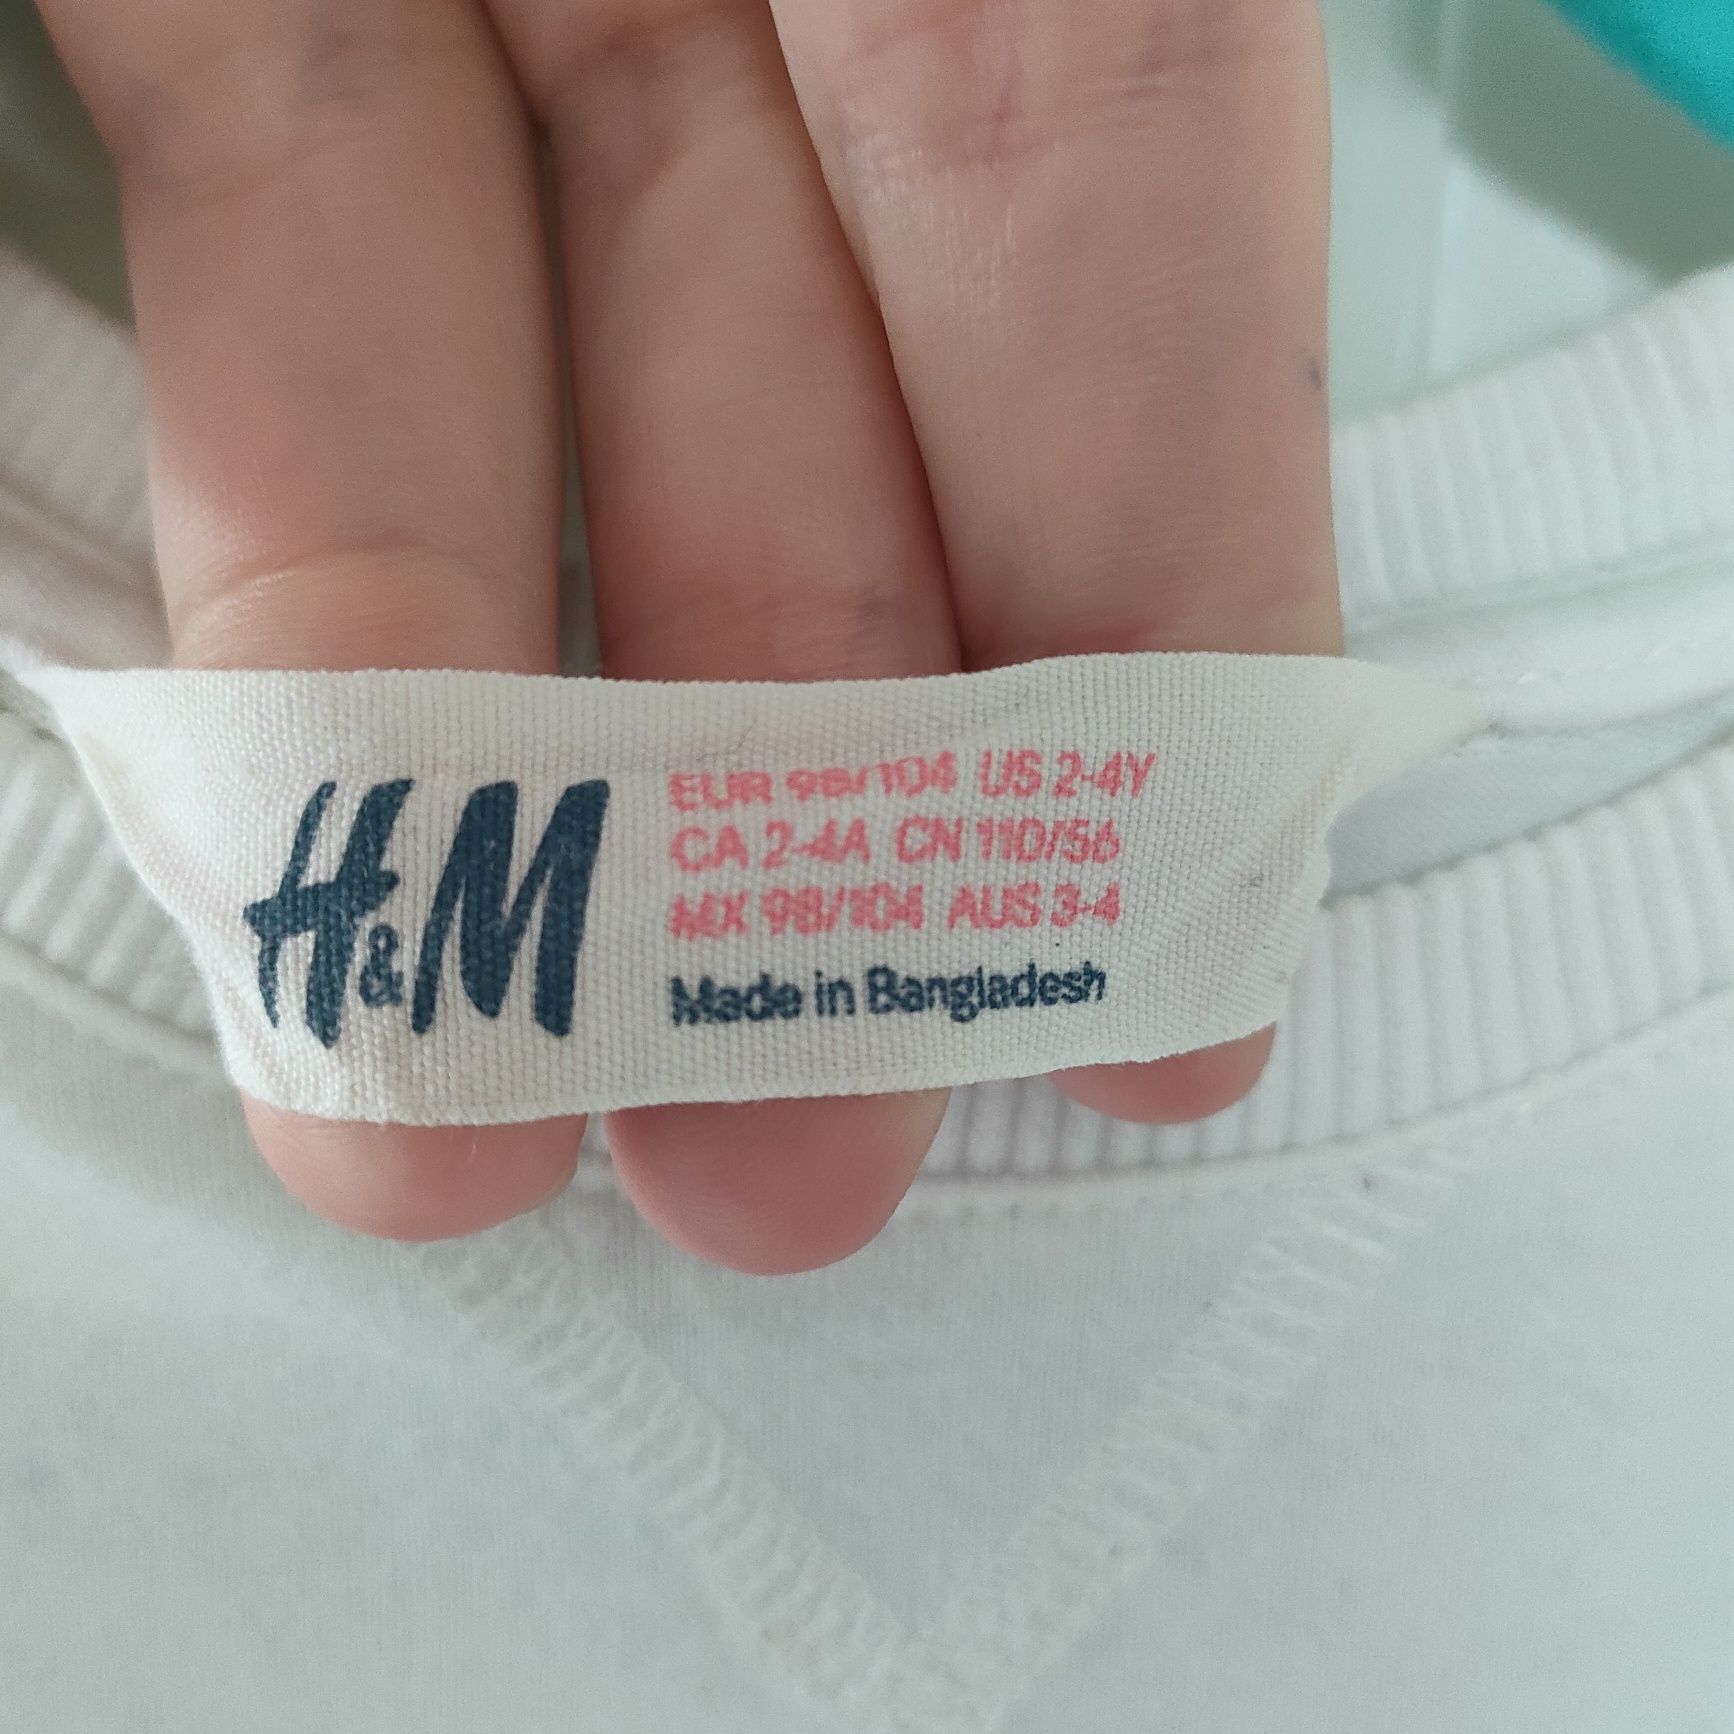 H&M
EUR 98/104 US 2-4Y
CA 2-4A CN 110/56
MX 98/104 AUS 3-4
Made in Bangladesh